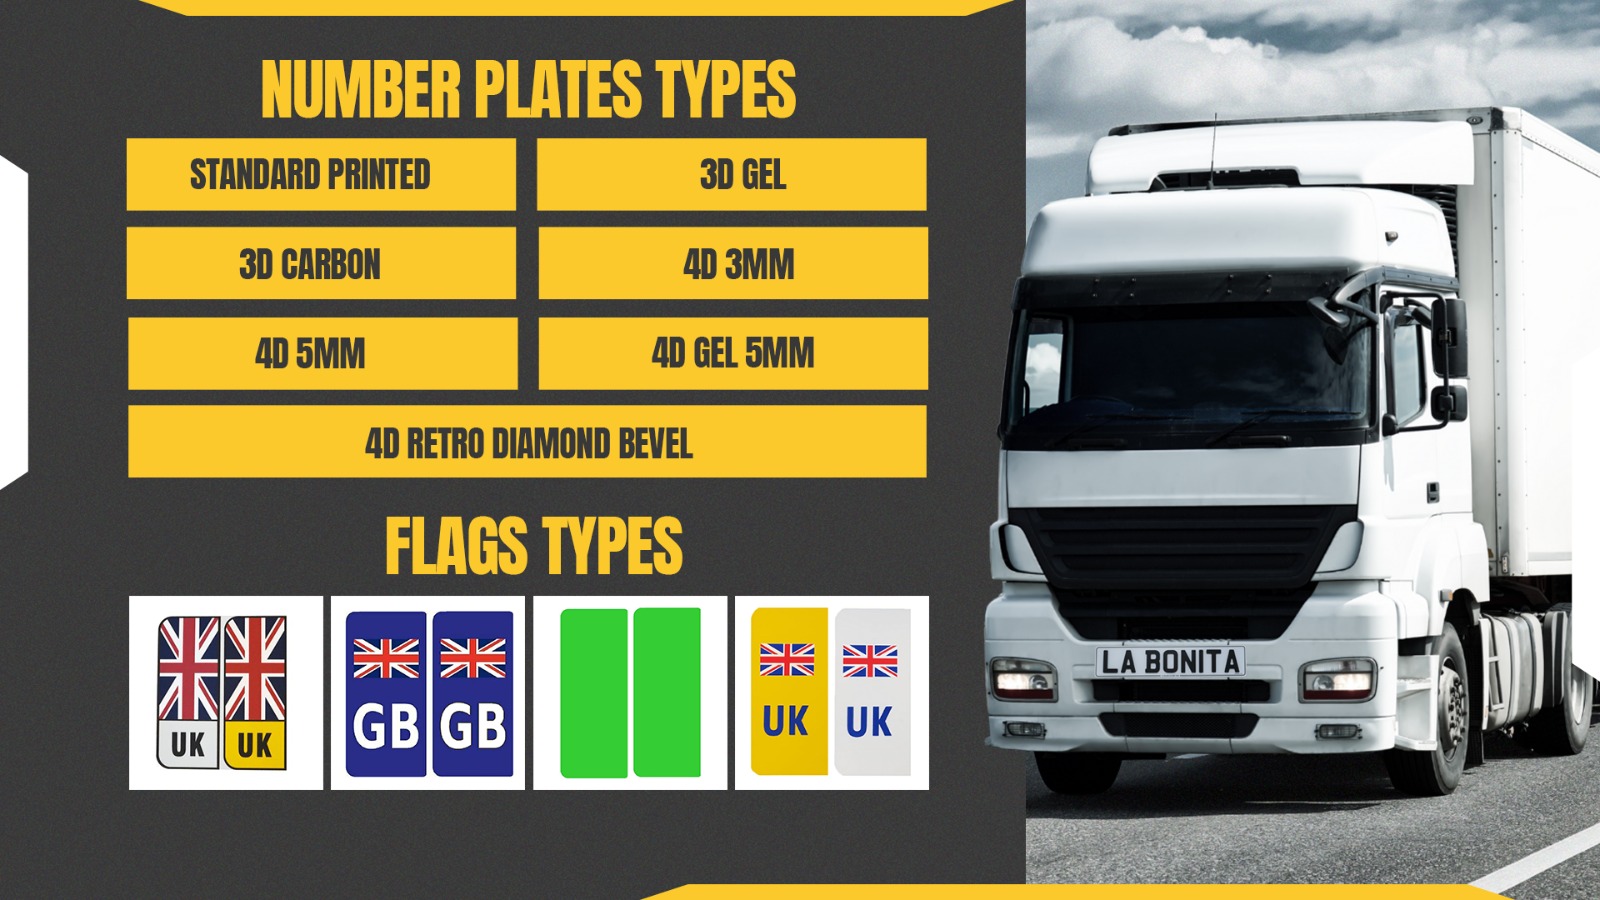 NUMBER PLATES TYPES
STANDARD PRINTED
3D GEL
3D CARBON
4D 3MM
4D 5MM
4D GEL 5MM
4D RETRO DIAMOND BEVEL
FLAGS TYPES
UK
UK
GB
GB
UK
UK
LA BONITA